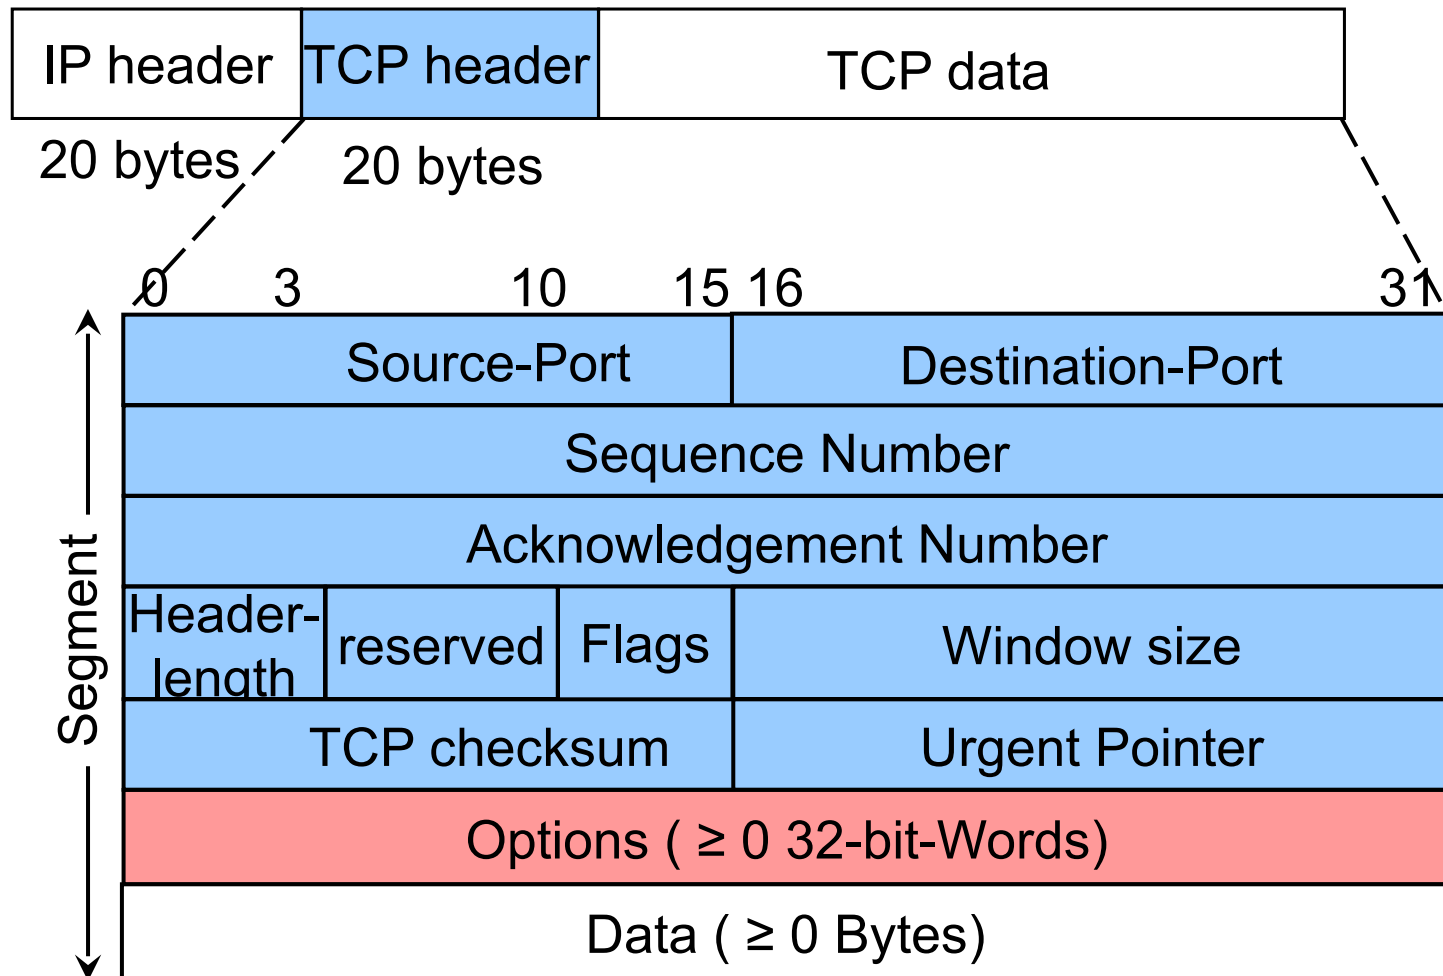 IP header TCP header TCP data
20 bytes 20 bytes
0 3 10 15 16 31
Source-Port Destination-Port
Sequence Number
Acknowledgement Number
Header-
length reserved Flags Window size
TCP checksum Urgent Pointer
Options ( ≥ 0 32-bit-Words)
Data ( ≥ 0 Bytes)
Segment